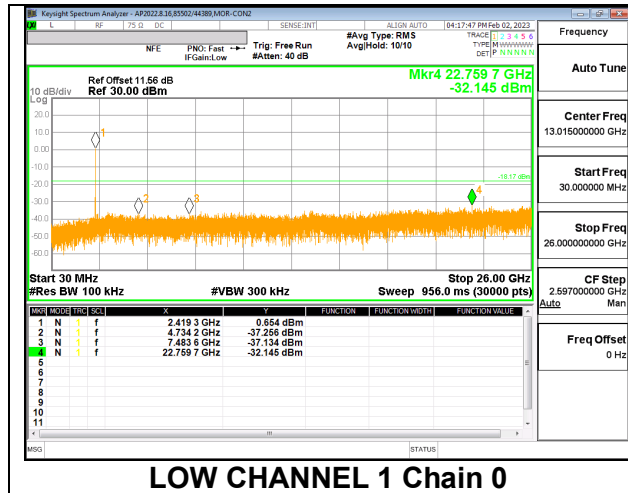 Keysight Spectrum Analyzer - AP2022.8.16,85502/44389,MOR-CON2
L RF 75 Ω DC SENSE:INT ALIGN AUTO 04:17:47 PM Feb 02, 2023
NFE PNO: Fast Trig: Free Run #Avg Type: RMS TRACE 1 2 3 4 5 6
IFGain:Low #Atten: 40 dB Avg|Hold: 10/10 TYPE M WWWWW
DET P N N N N N
Ref Offset 11.56 dB Mkr4 22.759 7 GHz
10 dB/div Ref 30.00 dBm -32.145 dBm
Log
20.0
10.0
0.00
-10.0
-18.17 dBm
-20.0
-30.0
-40.0
-50.0
-60.0
1
2
3
4
Start 30 MHz Stop 26.00 GHz
#Res BW 100 kHz #VBW 300 kHz Sweep 956.0 ms (30000 pts)
MKR MODE TRC SCL X Y FUNCTION FUNCTION WIDTH FUNCTION VALUE
1 N 1 f 2.419 3 GHz 0.654 dBm
2 N 1 f 4.734 2 GHz -37.256 dBm
3 N 1 f 7.483 6 GHz -37.134 dBm
4 N 1 f 22.759 7 GHz -32.145 dBm
5
6
7
8
9
10
11
MSG STATUS
Frequency
Auto Tune
Center Freq
13.015000000 GHz
Start Freq
30.000000 MHz
Stop Freq
26.000000000 GHz
CF Step
2.597000000 GHz
Auto Man
Freq Offset
0 Hz
LOW CHANNEL 1 Chain 0